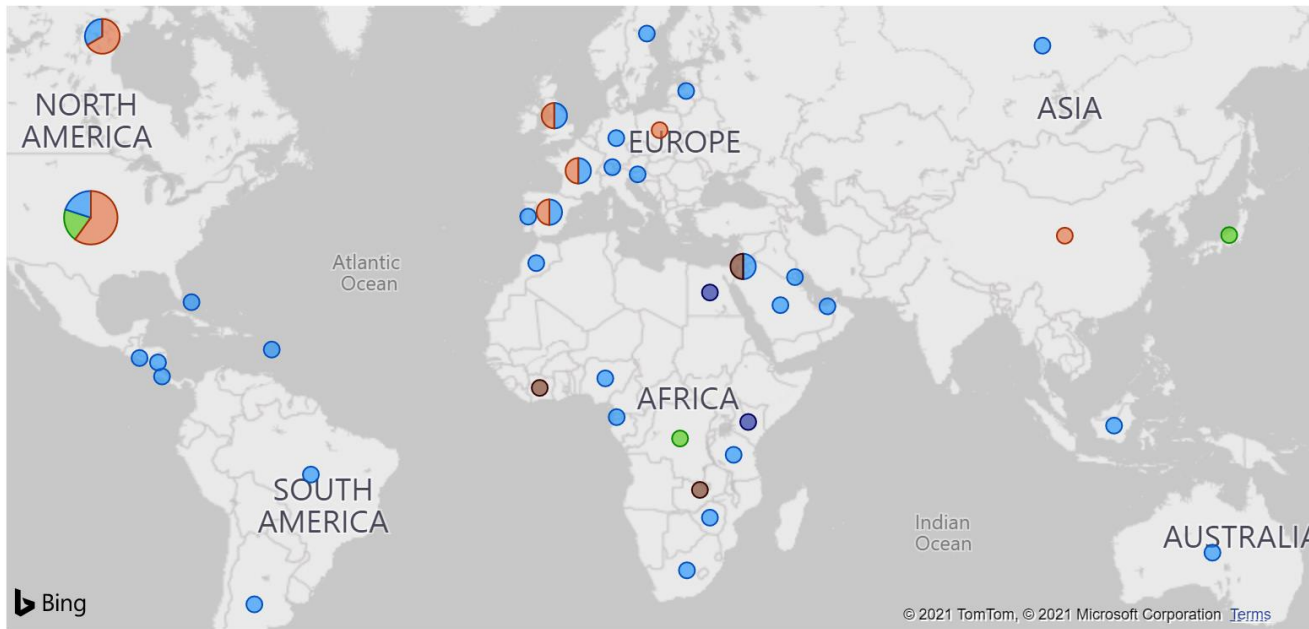 NORTH
AMERICA
ASIA
EUROPE
Atlantic
Ocean
AFRICA
SOUTH
AMERICA
Indian
Ocean
AUSTRALIA
Bing
© 2021 TomTom, © 2021 Microsoft Corporation Terms